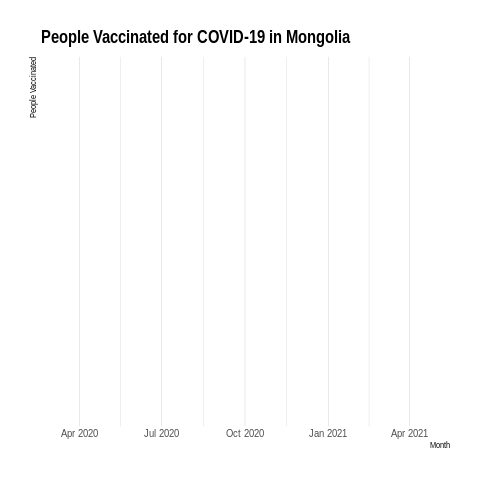 People Vaccinated for COVID-19 in Mongolia
People Vaccinated
Apr 2020
Jul 2020
Oct 2020
Jan 2021
Apr 2021
Month